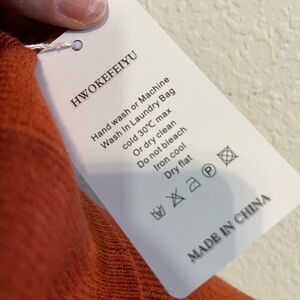 HWOKEFEIYU
Hand wash or Machine
Wash in Laundry Bag
cold 30°C max
Or dry clean
Do not bleach
Iron cool
Dry flat
MADE IN CHINA